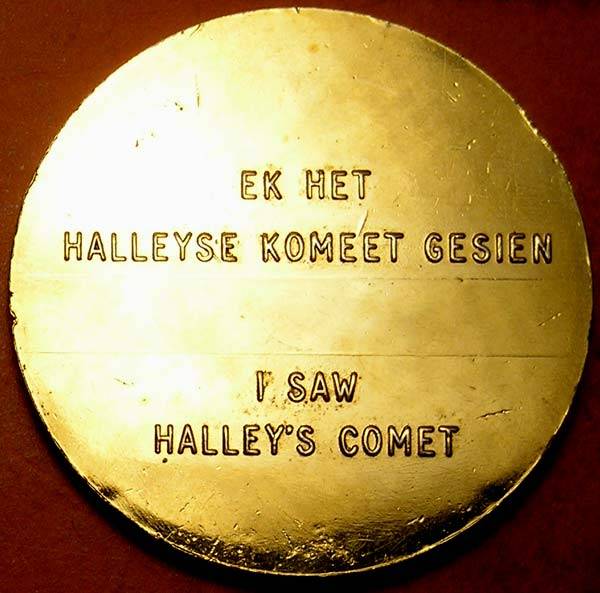 EK HET
HALLEYSE KOMEET GESIEN
I SAW
HALLEY'S COMET